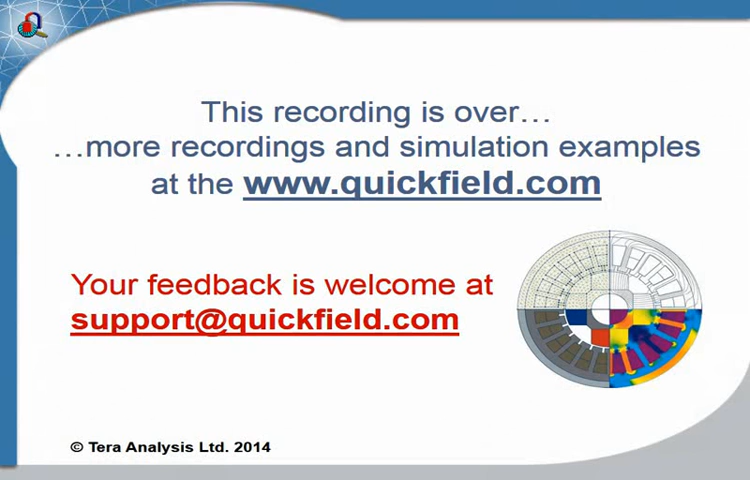 This recording is over…
…more recordings and simulation examples
at the www.quickfield.com
Your feedback is welcome at
support@quickfield.com
© Tera Analysis Ltd. 2014